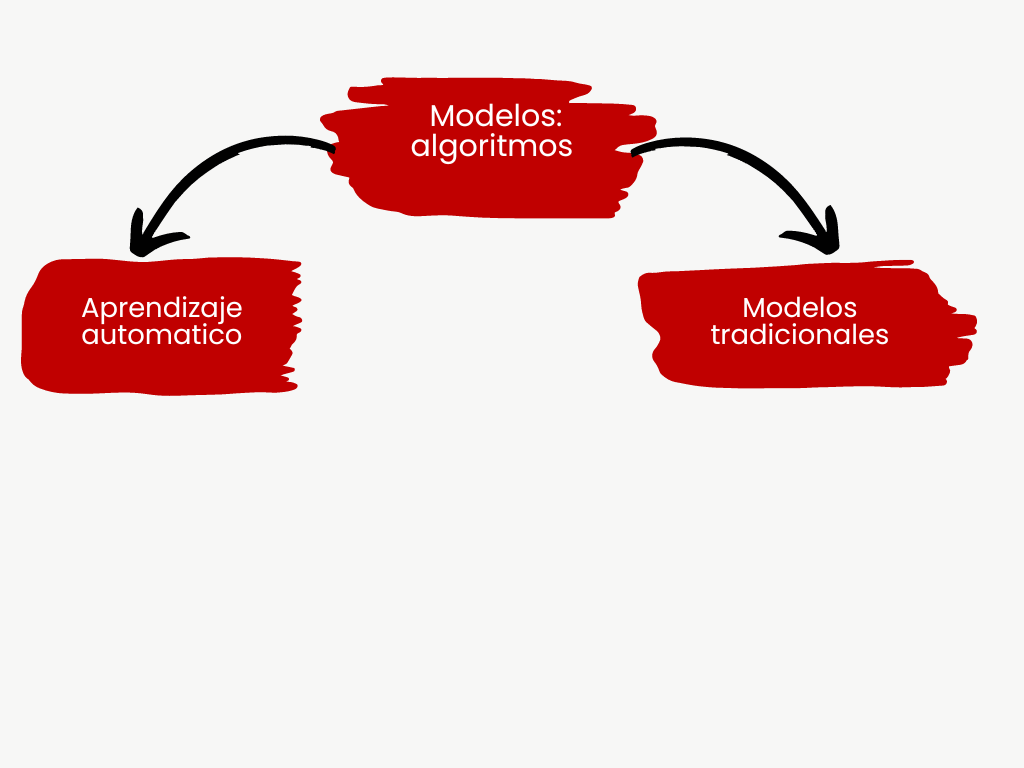 Modelos:
algoritmos
Aprendizaje
automatico
Modelos
tradicionales